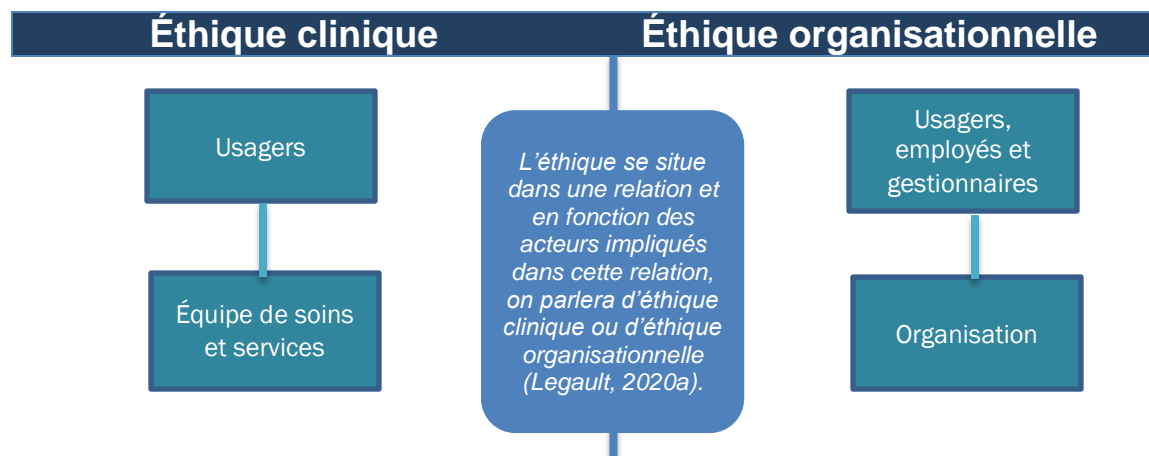 Éthique clinique
Éthique organisationnelle
Usagers
Équipe de soins
et services
L’éthique se situe
dans une relation et
en fonction des
acteurs impliqués
dans cette relation,
on parlera d’éthique
clinique ou d’éthique
organisationnelle
(Legault, 2020a).
Usagers,
employés et
gestionnaires
Organisation